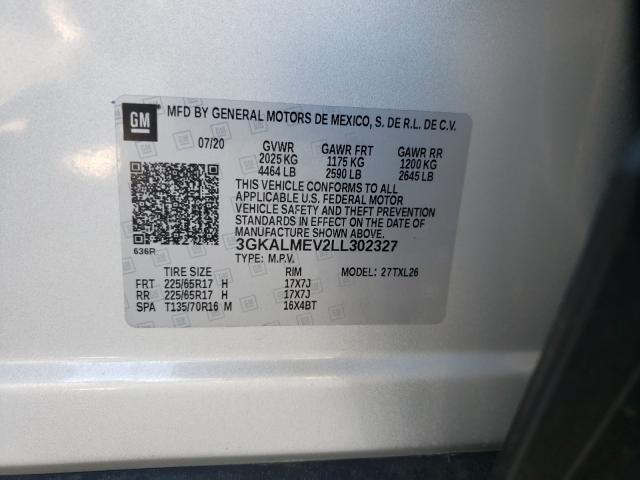 GM MFD BY GENERAL MOTORS DE MEXICO, S. DE R.L. DE C.V.
07/20 GVWR GAWR FRT GAWR RR
2025 KG 1175 KG 1200 KG
4464 LB 2590 LB 2645 LB
THIS VEHICLE CONFORMS TO ALL
APPLICABLE U.S. FEDERAL MOTOR
VEHICLE SAFETY AND THEFT PREVENTION
STANDARDS IN EFFECT ON THE DATE OF
MANUFACTURE SHOWN ABOVE.
636R 3GKALMEV2LL302327
TYPE: M.P.V. MODEL: 27TXL26
TIRE SIZE RIM
FRT 225/65R17 H 17X7J
RR 225/65R17 H 17X7J
SPA T135/70R16 M 16X4BT